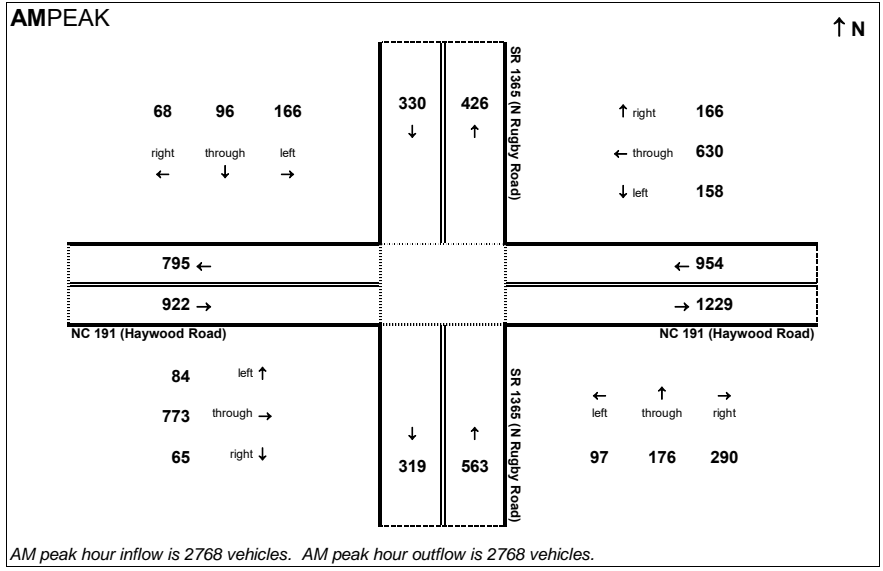 AMPEAK
↑ N
SR 1365 (N Rugby Road)
330 426
↓ ↑
68 96 166
right through left
← ↓ →
↑ right 166
← through 630
↓ left 158
795 ←
← 954
922 →
→ 1229
NC 191 (Haywood Road)
NC 191 (Haywood Road)
84 left ↑
773 through →
65 right ↓
↓ ↑
319 563
SR 1365 (N Rugby Road)
← ↑ →
left through right
97 176 290
AM peak hour inflow is 2768 vehicles. AM peak hour outflow is 2768 vehicles.